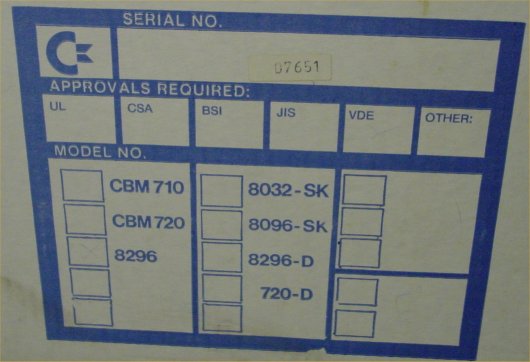 SERIAL NO.
07651
APPROVALS REQUIRED:
UL CSA BSI JIS VDE OTHER:
MODEL NO.
CBM 710 8032-SK
CBM 720 8096-SK
8296 8296-D
720-D